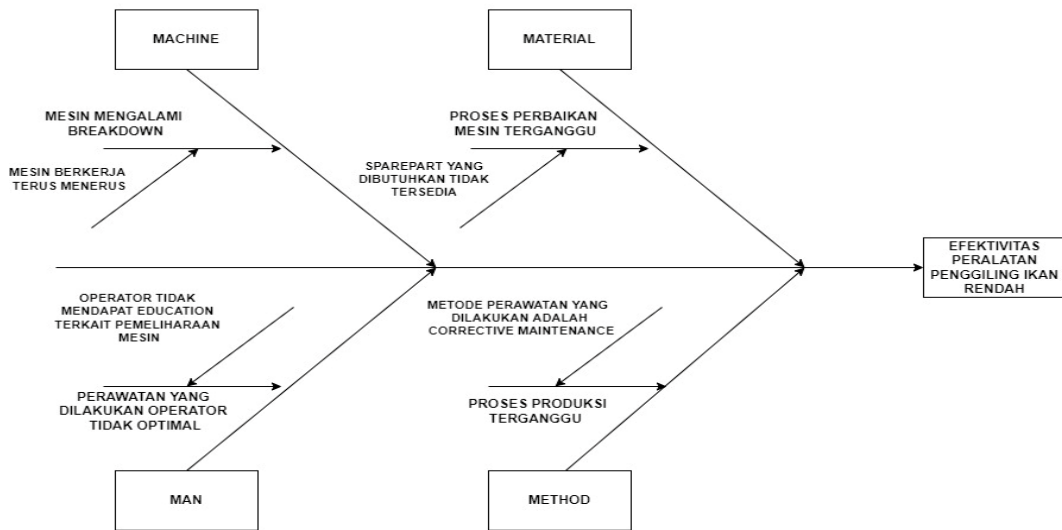 MACHINE
MATERIAL
MESIN MENGALAMI
BREAKDOWN
MESIN BERKERJA
TERUS MENERUS
PROSES PERBAIKAN
MESIN TERGANGGU
SPAREPART YANG
DIBUTUHKAN TIDAK
TERSEDIA
EFEKTIVITAS
PERALATAN
PENGGILING IKAN
RENDAH
OPERATOR TIDAK
MENDAPAT EDUCATION
TERKAIT PEMELIHARAAN
MESIN
PERAWATAN YANG
DILAKUKAN OPERATOR
TIDAK OPTIMAL
METODE PERAWATAN YANG
DILAKUKAN ADALAH
CORRECTIVE MAINTENANCE
PROSES PRODUKSI
TERGANGGU
MAN
METHOD